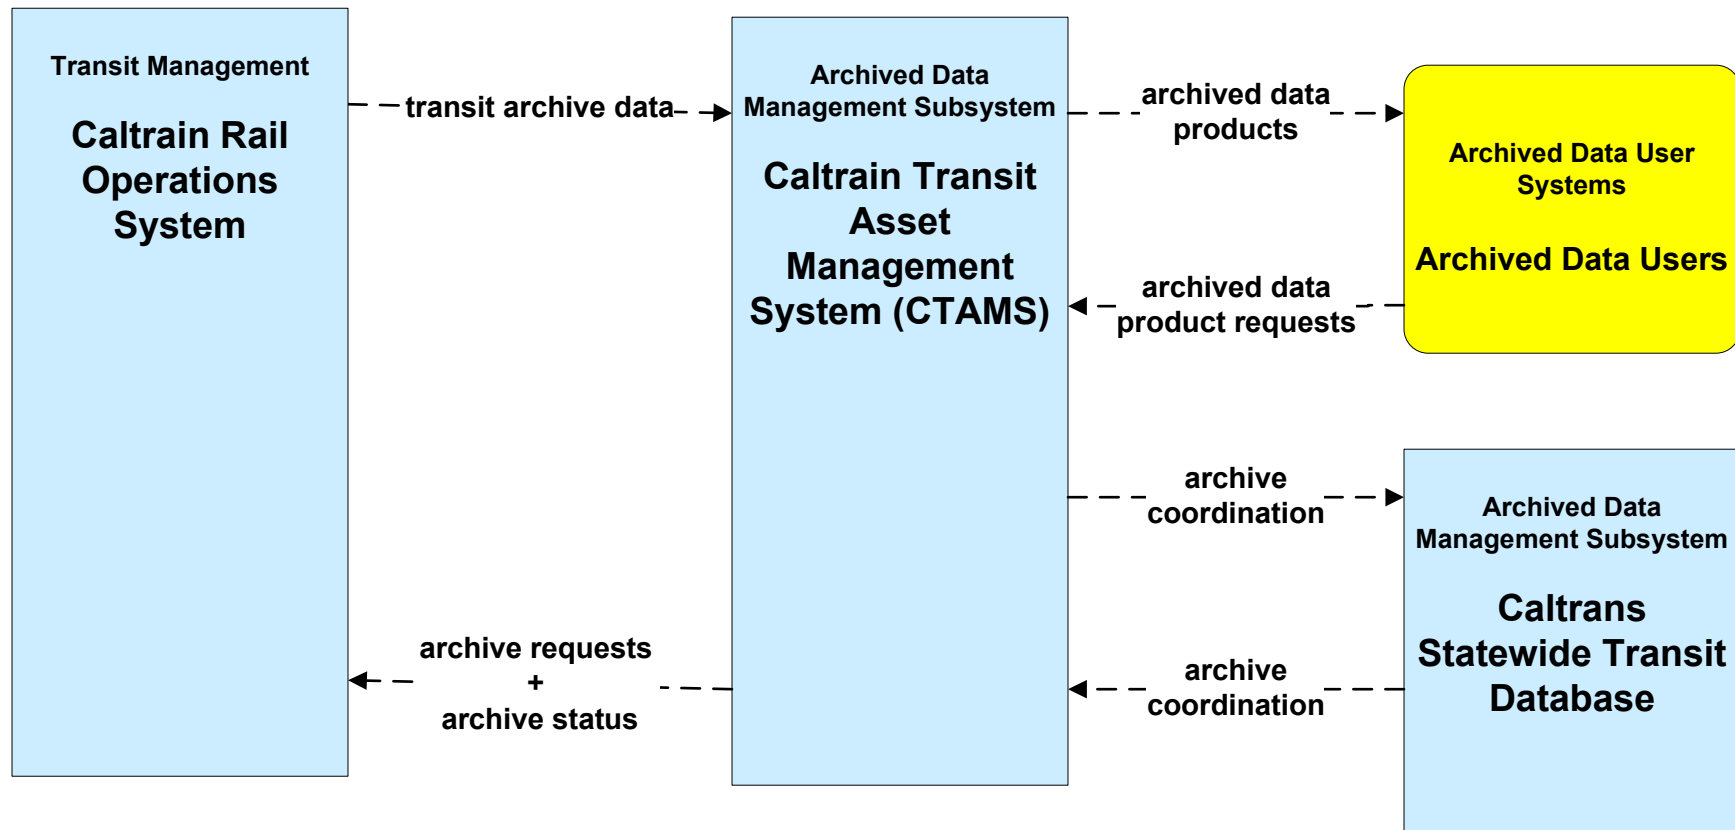 Transit Management
Caltrain Rail
Operations
System
transit archive data
archive requests
+
archive status
Archived Data
Management Subsystem
Caltrain Transit
Asset
Management
System (CTAMS)
archived data
products
archived data
product requests
archive
coordination
archive
coordination
Archived Data User
Systems
Archived Data Users
Archived Data
Management Subsystem
Caltrans
Statewide Transit
Database